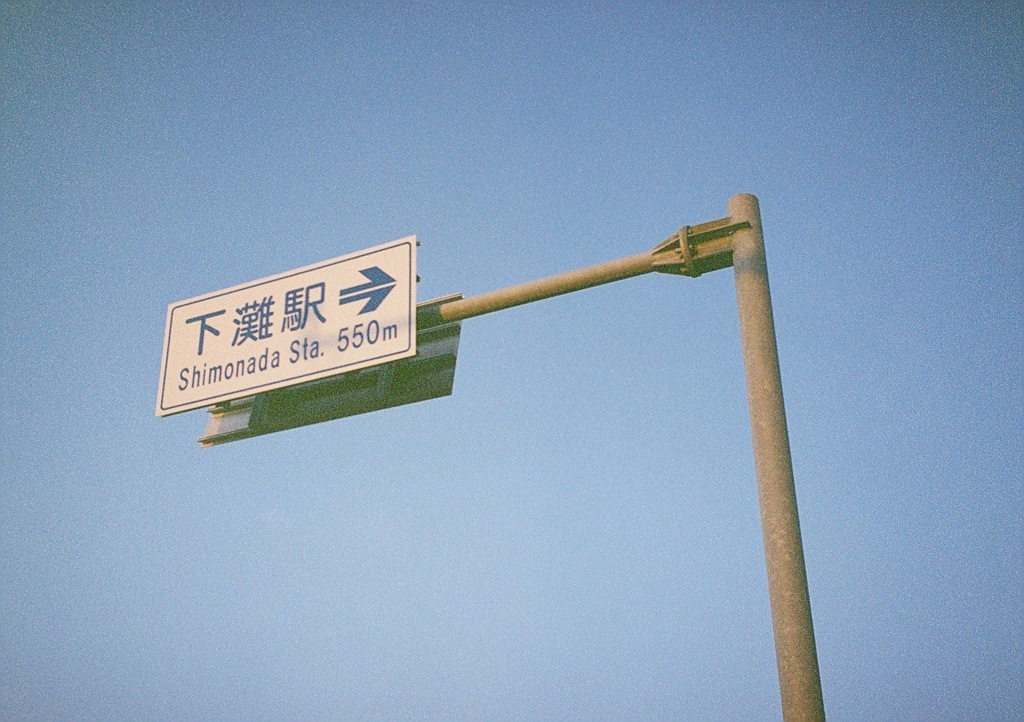 下灘駅 →
Shimonada Sta. 550m